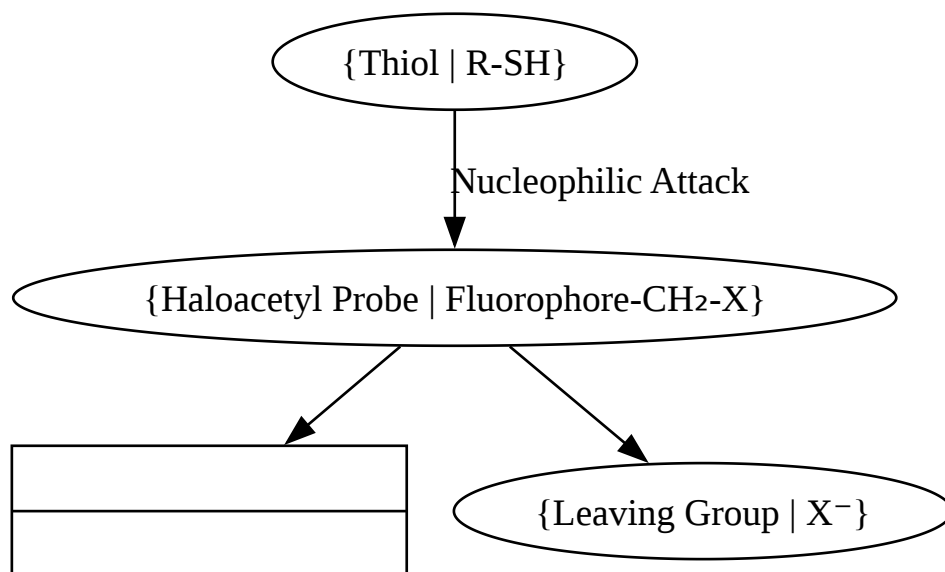 {Thiol | R-SH}
Nucleophilic Attack
{Haloacetyl Probe | Fluorophore-CH₂-X}
{Leaving Group | X⁻}